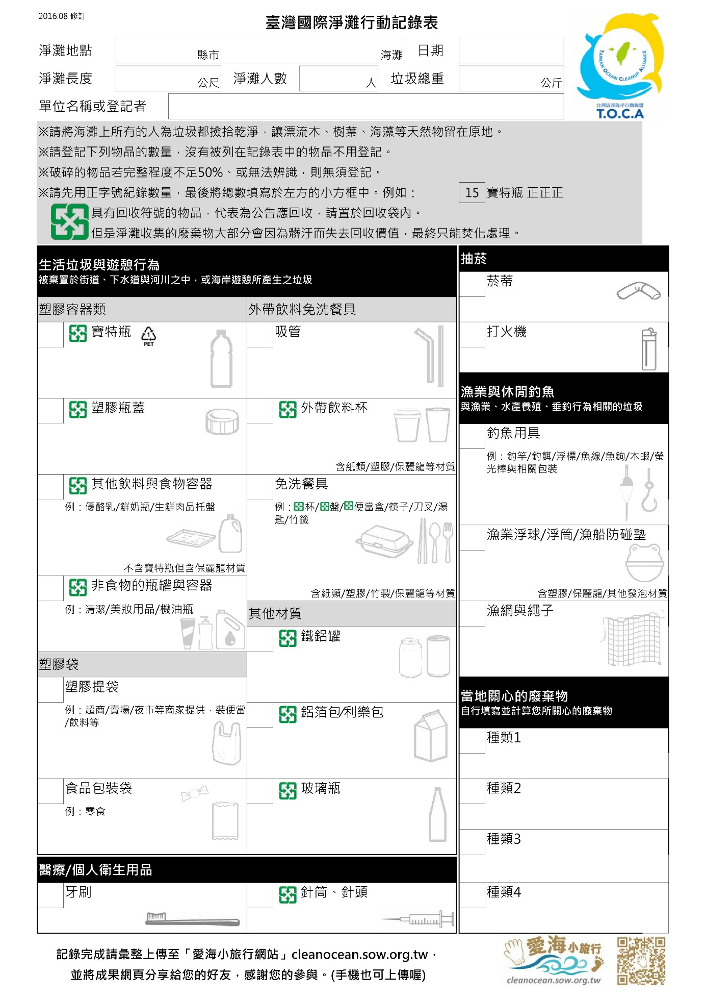 2016.08 修訂
臺灣國際淨灘行動記錄表
淨灘地點 縣市 海灘 日期
淨灘長度 公尺 淨灘人數 人 垃圾總重 公斤
單位名稱或登記者
TAIWAN OCEAN CLEANUP ALLIANCE
台灣清淨海洋行動聯盟
T.O.C.A
※請將海灘上所有的人為垃圾都撿拾乾淨，讓漂流木、樹葉、海藻等天然物留在原地。
※請登記下列物品的數量，沒有被列在記錄表中的物品不用登記。
※破碎的物品若完整程度不足50%、或無法辨識，則無須登記。
※請先用正字號紀錄數量，最後將總數填寫於左方的小方框中。例如： 15 寶特瓶 正正正
具有回收符號的物品，代表為公告應回收，請置於回收袋內。
但是淨灘收集的廢棄物大部分會因為髒汙而失去回收價值，最終只能焚化處理。
生活垃圾與遊憩行為
被棄置於街道、下水道與河川之中，或海岸遊憩所產生之垃圾
塑膠容器類
寶特瓶
1
PET
塑膠瓶蓋
其他飲料與食物容器
例：優酪乳/鮮奶瓶/生鮮肉品托盤
不含寶特瓶但含保麗龍材質
非食物的瓶罐與容器
例：清潔/美妝用品/機油瓶
塑膠袋
塑膠提袋
例：超商/賣場/夜市等商家提供，裝便當
/飲料等
食品包裝袋
例：零食
外帶飲料免洗餐具
吸管
外帶飲料杯
含紙類/塑膠/保麗龍等材質
免洗餐具
例：杯/盤/便當盒/筷子/刀叉/湯
匙/竹籤
含紙類/塑膠/竹製/保麗龍等材質
其他材質
鐵鋁罐
鋁箔包/利樂包
玻璃瓶
醫療/個人衛生用品
牙刷
針筒、針頭
抽菸
菸蒂
打火機
漁業與休閒釣魚
與漁業、水產養殖、垂釣行為相關的垃圾
釣魚用具
例：釣竿/釣餌/浮標/魚線/魚鉤/木蝦/螢
光棒與相關包裝
漁業浮球/浮筒/漁船防碰墊
含塑膠/保麗龍/其他發泡材質
漁網與繩子
當地關心的廢棄物
自行填寫並計算您所關心的廢棄物
種類1
種類2
種類3
種類4
記錄完成請彙整上傳至「愛海小旅行網站」cleanocean.sow.org.tw，
並將成果網頁分享給您的好友，感謝您的參與。(手機也可上傳喔)
愛海小旅行
cleanocean.sow.org.tw